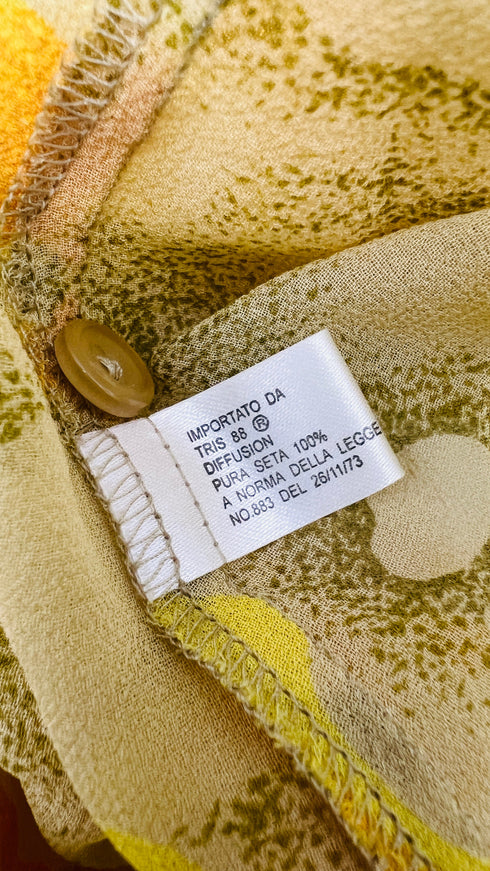 IMPORTATO DA
TRIS 88 ®
DIFFUSION
PURA SETA 100%
A NORMA DELLA LEGGE
NO.883 DEL 26/11/73